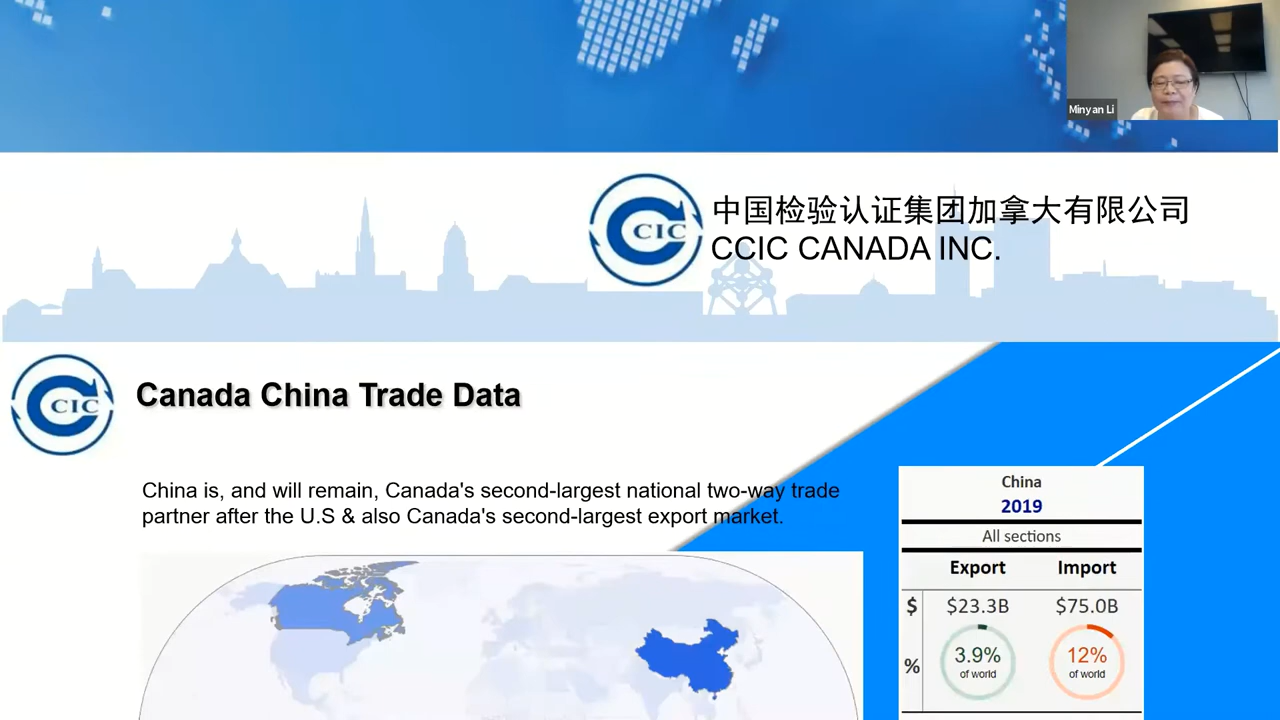 Minyan Li
CCIC
中国检验认证集团加拿大有限公司
CCIC CANADA INC.
CCIC
Canada China Trade Data
China is, and will remain, Canada's second-largest national two-way trade
partner after the U.S & also Canada's second-largest export market.
China
2019
All sections
Export Import
$ $23.3B $75.0B
% 3.9% 12%
of world of world